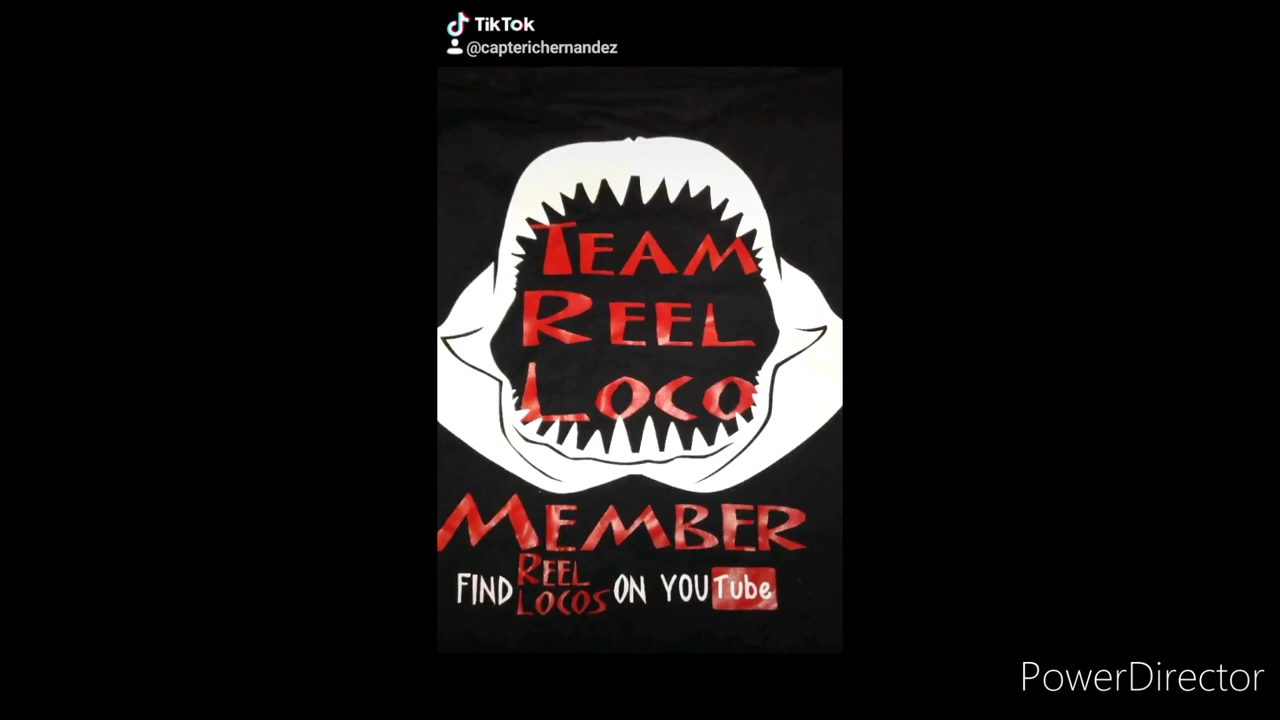 TikTok
@capterichernandez
TEAM
REEL
LOCO
MEMBER
FIND REEL LOCOS ON YOUTube
PowerDirector